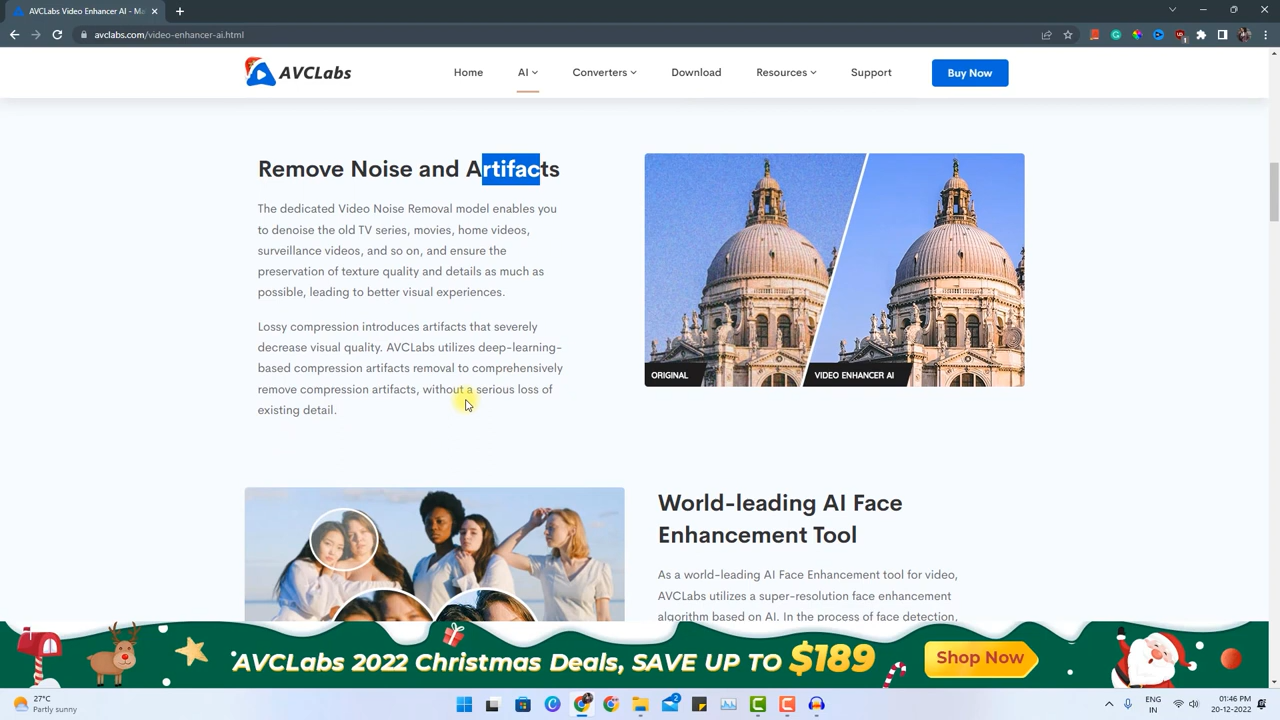 AVCLabs Video Enhancer AI - Ma
avclabs.com/video-enhancer-ai.html
AVCLabs
Home
AI
Converters
Download
Resources
Support
Buy Now
Remove Noise and Artifacts
The dedicated Video Noise Removal model enables you
to denoise the old TV series, movies, home videos,
surveillance videos, and so on, and ensure the
preservation of texture quality and details as much as
possible, leading to better visual experiences.
Lossy compression introduces artifacts that severely
decrease visual quality. AVCLabs utilizes deep-learning-
based compression artifacts removal to comprehensively
remove compression artifacts, without a serious loss of
existing detail.
ORIGINAL
VIDEO ENHANCER AI
World-leading AI Face
Enhancement Tool
As a world-leading AI Face Enhancement tool for video,
AVCLabs utilizes a super-resolution face enhancement
algorithm based on AI. In the process of face detection,
AVCLabs 2022 Christmas Deals, SAVE UP TO $189
Shop Now
27°C
Partly sunny
2
ENG
IN
01:46 PM
20-12-2022